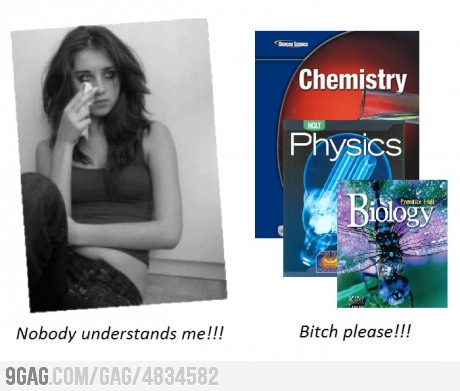 Glencoe Science
Chemistry
HOLT
Physics
Prentice Hall
Biology
Nobody understands me!!!
Bitch please!!!
9GAG.COM/GAG/4834582